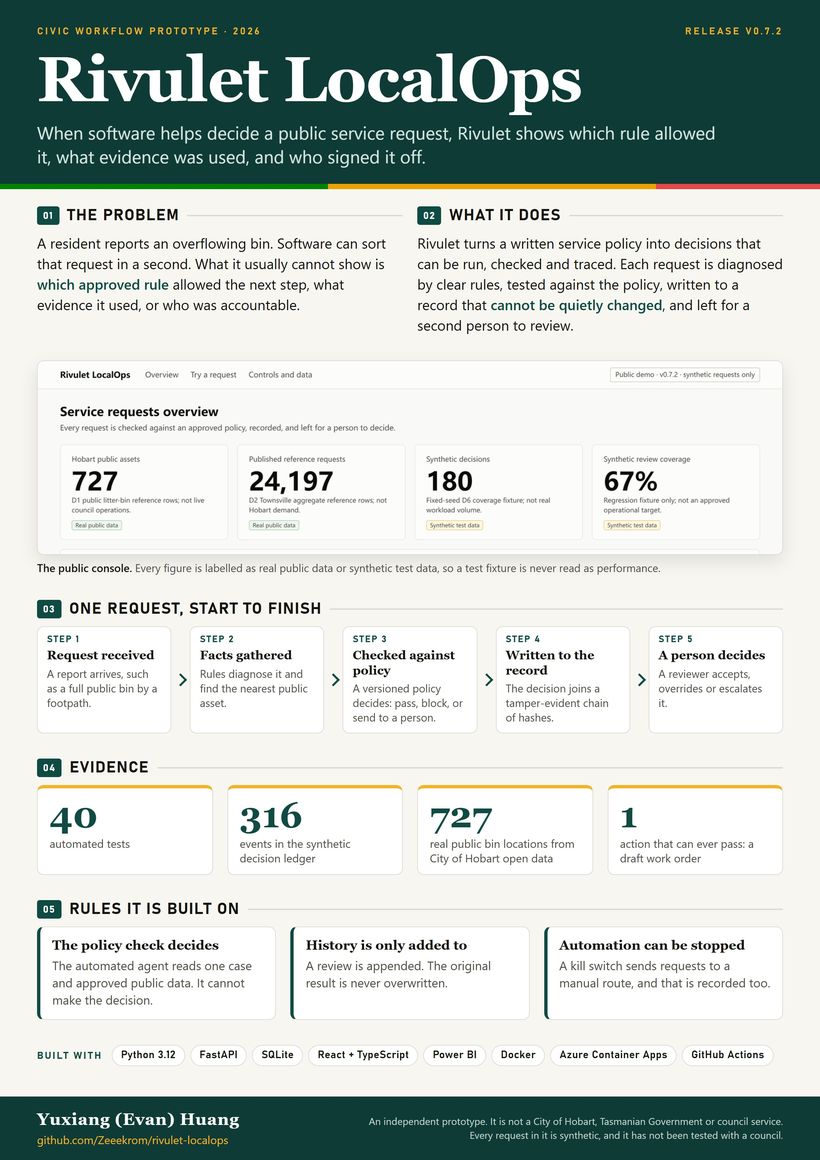 CIVIC WORKFLOW PROTOTYPE · 2026
RELEASE V0.7.2
Rivulet LocalOps
When software helps decide a public service request, Rivulet shows which rule allowed
it, what evidence was used, and who signed it off.
01 THE PROBLEM
A resident reports an overflowing bin. Software can sort
that request in a second. What it usually cannot show is
which approved rule allowed the next step, what
evidence it used, or who was accountable.
02 WHAT IT DOES
Rivulet turns a written service policy into decisions that
can be run, checked and traced. Each request is diagnosed
by clear rules, tested against the policy, written to a
record that cannot be quietly changed, and left for a
second person to review.
Rivulet LocalOps Overview Try a request Controls and data
Public demo · v0.7.2 · synthetic requests only
Service requests overview
Every request is checked against an approved policy, recorded, and left for a person to decide.
Hobart public assets
727
D1 public litter-bin reference rows; not live
council operations.
Real public data
Published reference requests
24,197
D2 Townsville aggregate reference rows; not
Hobart demand.
Real public data
Synthetic decisions
180
Fixed-seed D6 coverage fixture; not real
workload volume.
Synthetic test data
Synthetic review coverage
67%
Regression fixture only; not an approved
operational target.
Synthetic test data
The public console. Every figure is labelled as real public data or synthetic test data, so a test fixture is never read as performance.
03 ONE REQUEST, START TO FINISH
STEP 1
Request received
A report arrives, such
as a full public bin by a
footpath.
STEP 2
Facts gathered
Rules diagnose it and
find the nearest public
asset.
STEP 3
Checked against
policy
A versioned policy
decides: pass, block, or
send to a person.
STEP 4
Written to the
record
The decision joins a
tamper-evident chain
of hashes.
STEP 5
A person decides
A reviewer accepts,
overrides or escalates
it.
04 EVIDENCE
40
automated tests
316
events in the synthetic
decision ledger
727
real public bin locations from
City of Hobart open data
1
action that can ever pass: a
draft work order
05 RULES IT IS BUILT ON
The policy check decides
The automated agent reads one case
and approved public data. It cannot
make the decision.
History is only added to
A review is appended. The original
result is never overwritten.
Automation can be stopped
A kill switch sends requests to a
manual route, and that is recorded too.
BUILT WITH Python 3.12 FastAPI SQLite React + TypeScript Power BI Docker Azure Container Apps GitHub Actions
Yuxiang (Evan) Huang
github.com/Zeeekrom/rivulet-localops
An independent prototype. It is not a City of Hobart, Tasmanian Government or council service.
Every request in it is synthetic, and it has not been tested with a council.